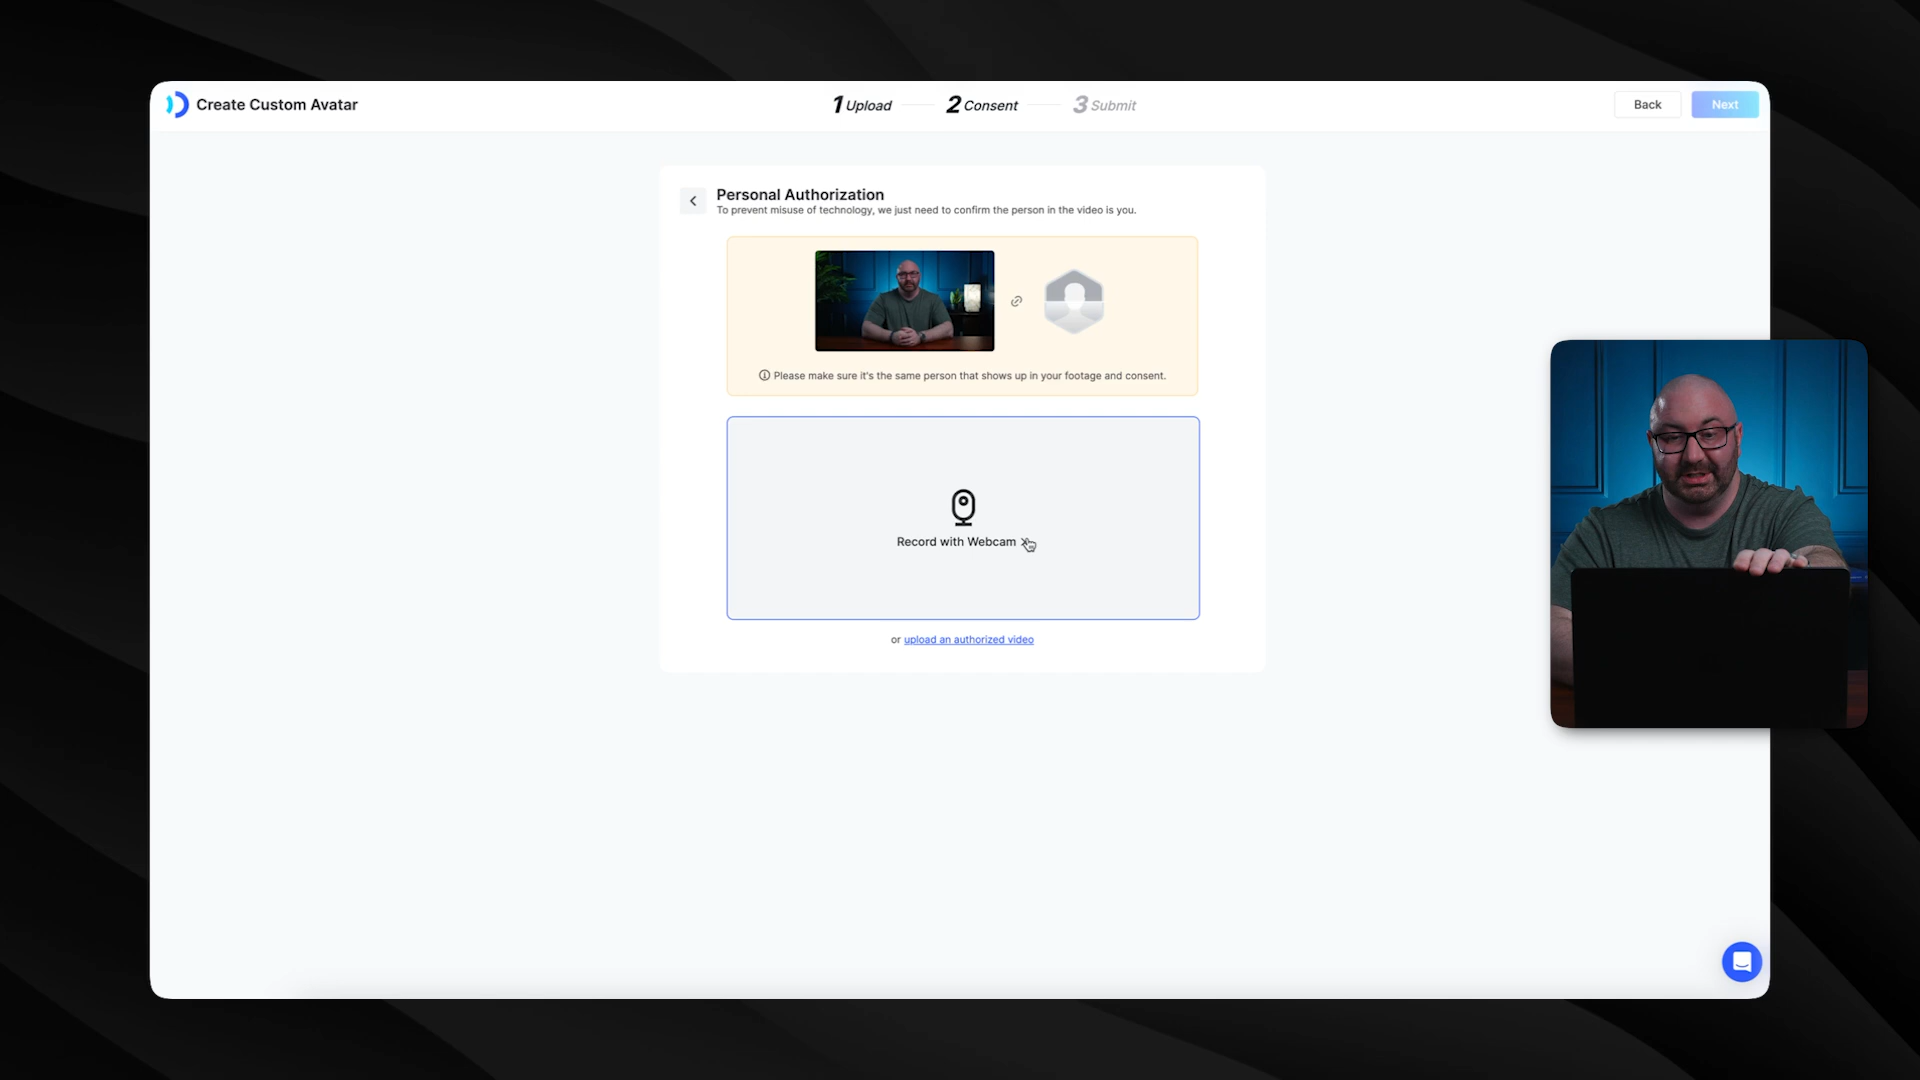 Create Custom Avatar
1 Upload
2 Consent
3 Submit
Back
Next
Personal Authorization
To prevent misuse of technology, we just need to confirm the person in the video is you.
Please make sure it's the same person that shows up in your footage and consent.
Record with Webcam
or upload an authorized video